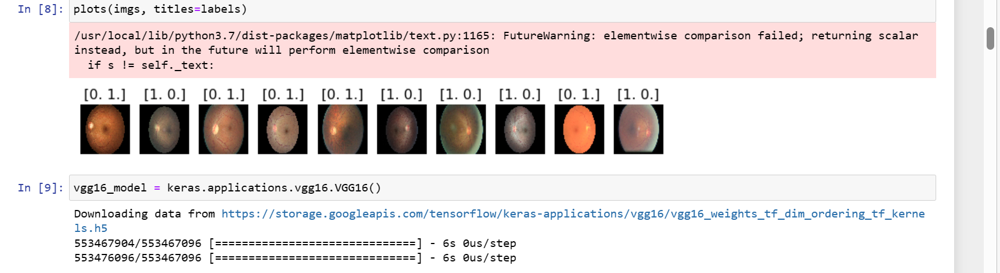 In [8]: plots(imgs, titles=labels)
/usr/local/lib/python3.7/dist-packages/matplotlib/text.py:1165: FutureWarning: elementwise comparison failed; returning scalar
instead, but in the future will perform elementwise comparison
  if s != self._text:
[0. 1.] [1. 0.] [0. 1.] [0. 1.] [0. 1.] [1. 0.] [1. 0.] [1. 0.] [0. 1.] [1. 0.]
In [9]: vgg16_model = keras.applications.vgg16.VGG16()
Downloading data from https://storage.googleapis.com/tensorflow/keras-applications/vgg16/vgg16_weights_tf_dim_ordering_tf_kerne
ls.h5
553467904/553467096 [==============================] - 6s 0us/step
553476096/553467096 [==============================] - 6s 0us/step